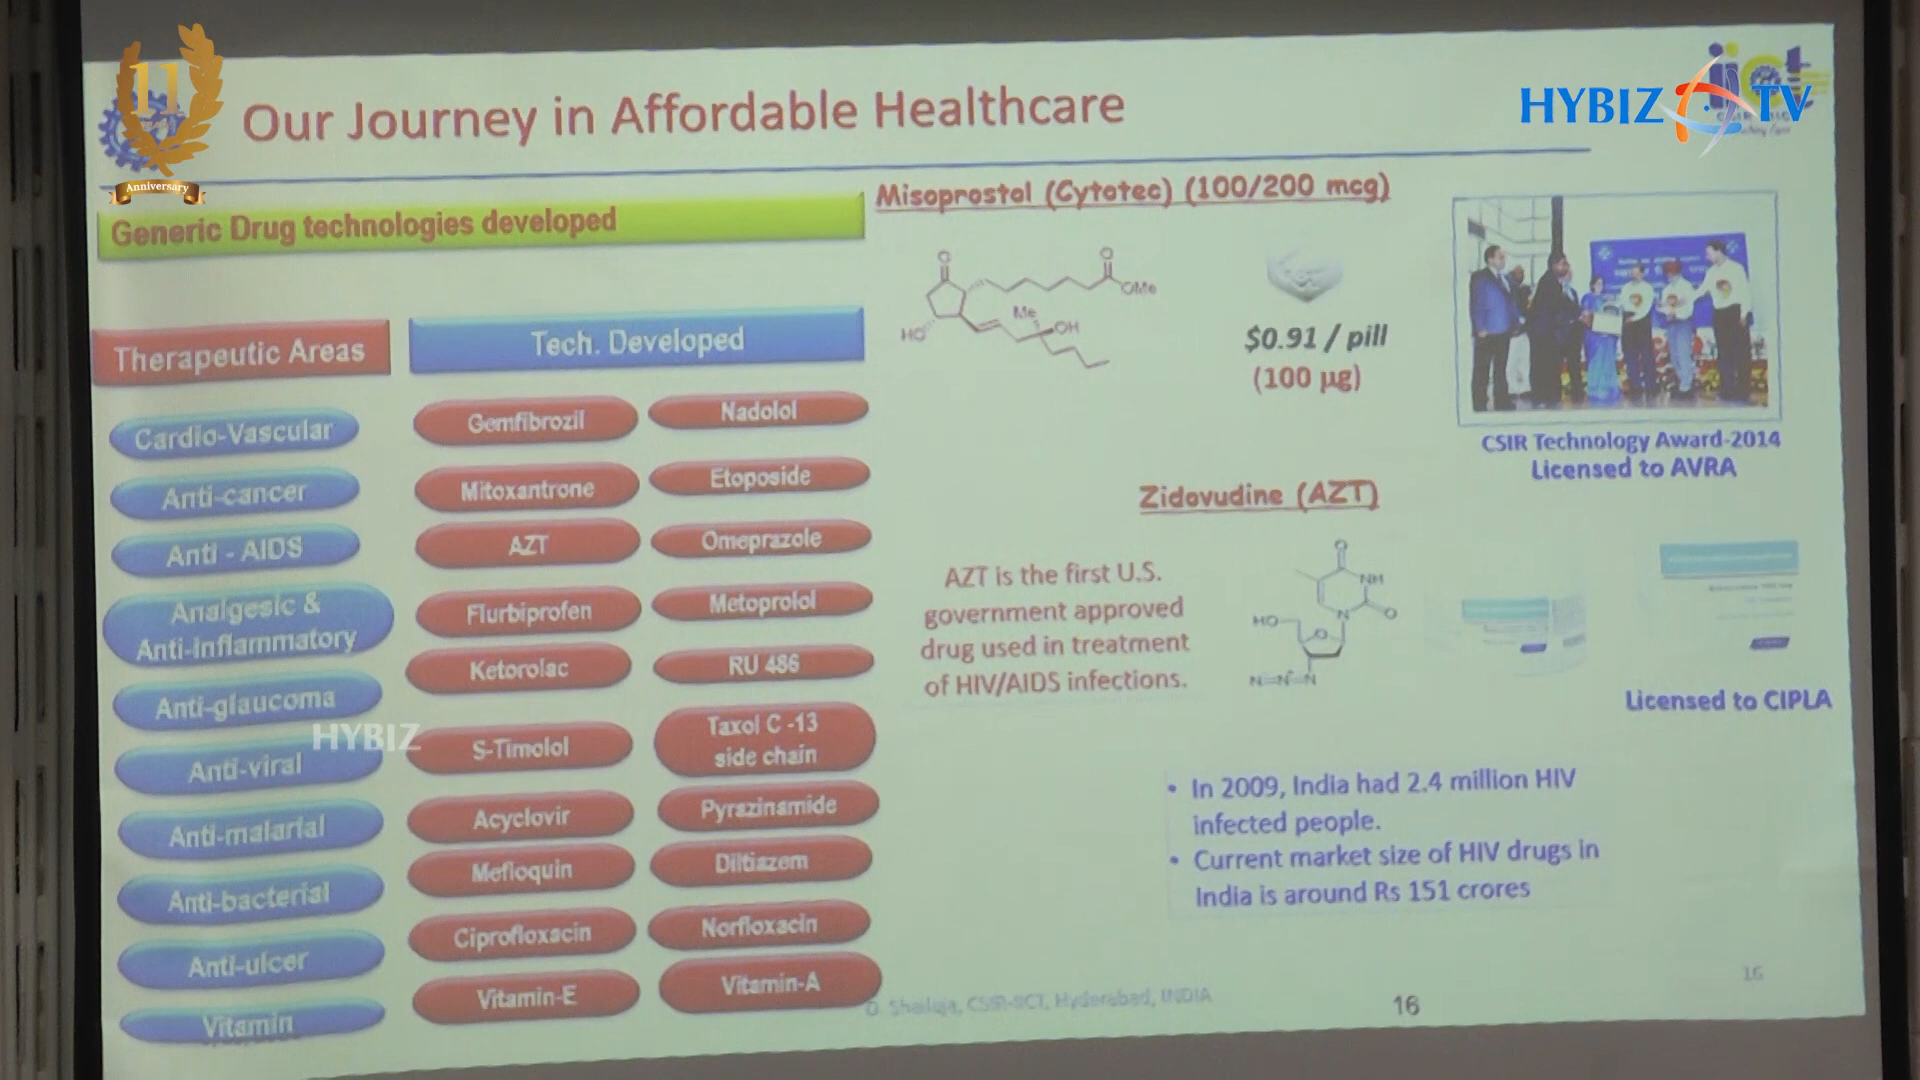 11
Anniversary
Our Journey in Affordable Healthcare
HYBIZ TV
Generic Drug technologies developed
Therapeutic Areas
Cardio-Vascular
Anti-cancer
Anti - AIDS
Analgesic &
Anti-inflammatory
Anti-glaucoma
Anti-viral
Anti-malarial
Anti-bacterial
Anti-ulcer
Vitamin
HYBIZ
Tech. Developed
Gemfibrozil
Nadolol
Mitoxantrone
Etoposide
AZT
Omeprazole
Flurbiprofen
Metoprolol
Ketorolac
RU 486
S-Timolol
Taxol C -13
side chain
Acyclovir
Pyrazinamide
Mefloquin
Diltiazem
Ciprofloxacin
Norfloxacin
Vitamin-E
Vitamin-A
Misoprostol (Cytotec) (100/200 mcg)
O
O
OMe
HO
Me
OH
$0.91 / pill
(100 µg)
CSIR Technology Award-2014
Licensed to AVRA
Zidovudine (AZT)
AZT is the first U.S.
government approved
drug used in treatment
of HIV/AIDS infections.
O
NH
N
O
HO
O
N=N=N
Licensed to CIPLA
• In 2009, India had 2.4 million HIV
infected people.
• Current market size of HIV drugs in
India is around Rs 151 crores
D. Shailaja, CSIR-IICT, Hyderabad, INDIA
16
16